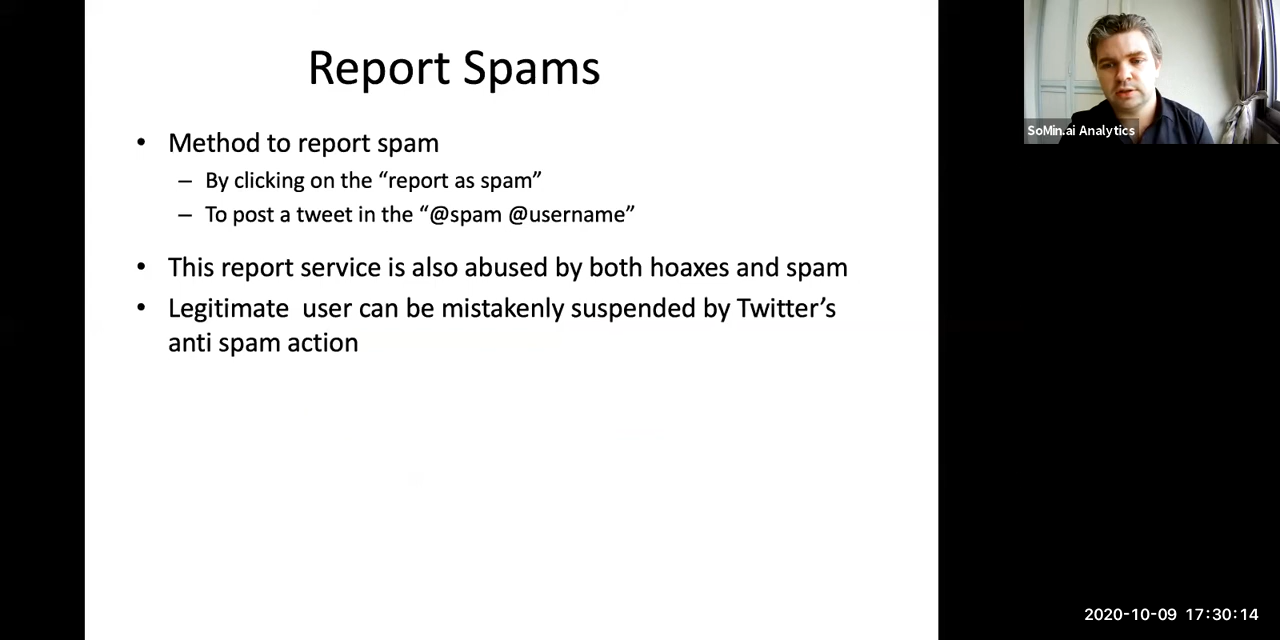 Report Spams
• Method to report spam
– By clicking on the “report as spam”
– To post a tweet in the “@spam @username”
• This report service is also abused by both hoaxes and spam
• Legitimate  user can be mistakenly suspended by Twitter’s
anti spam action
SoMin.ai Analytics
2020-10-09 17:30:14